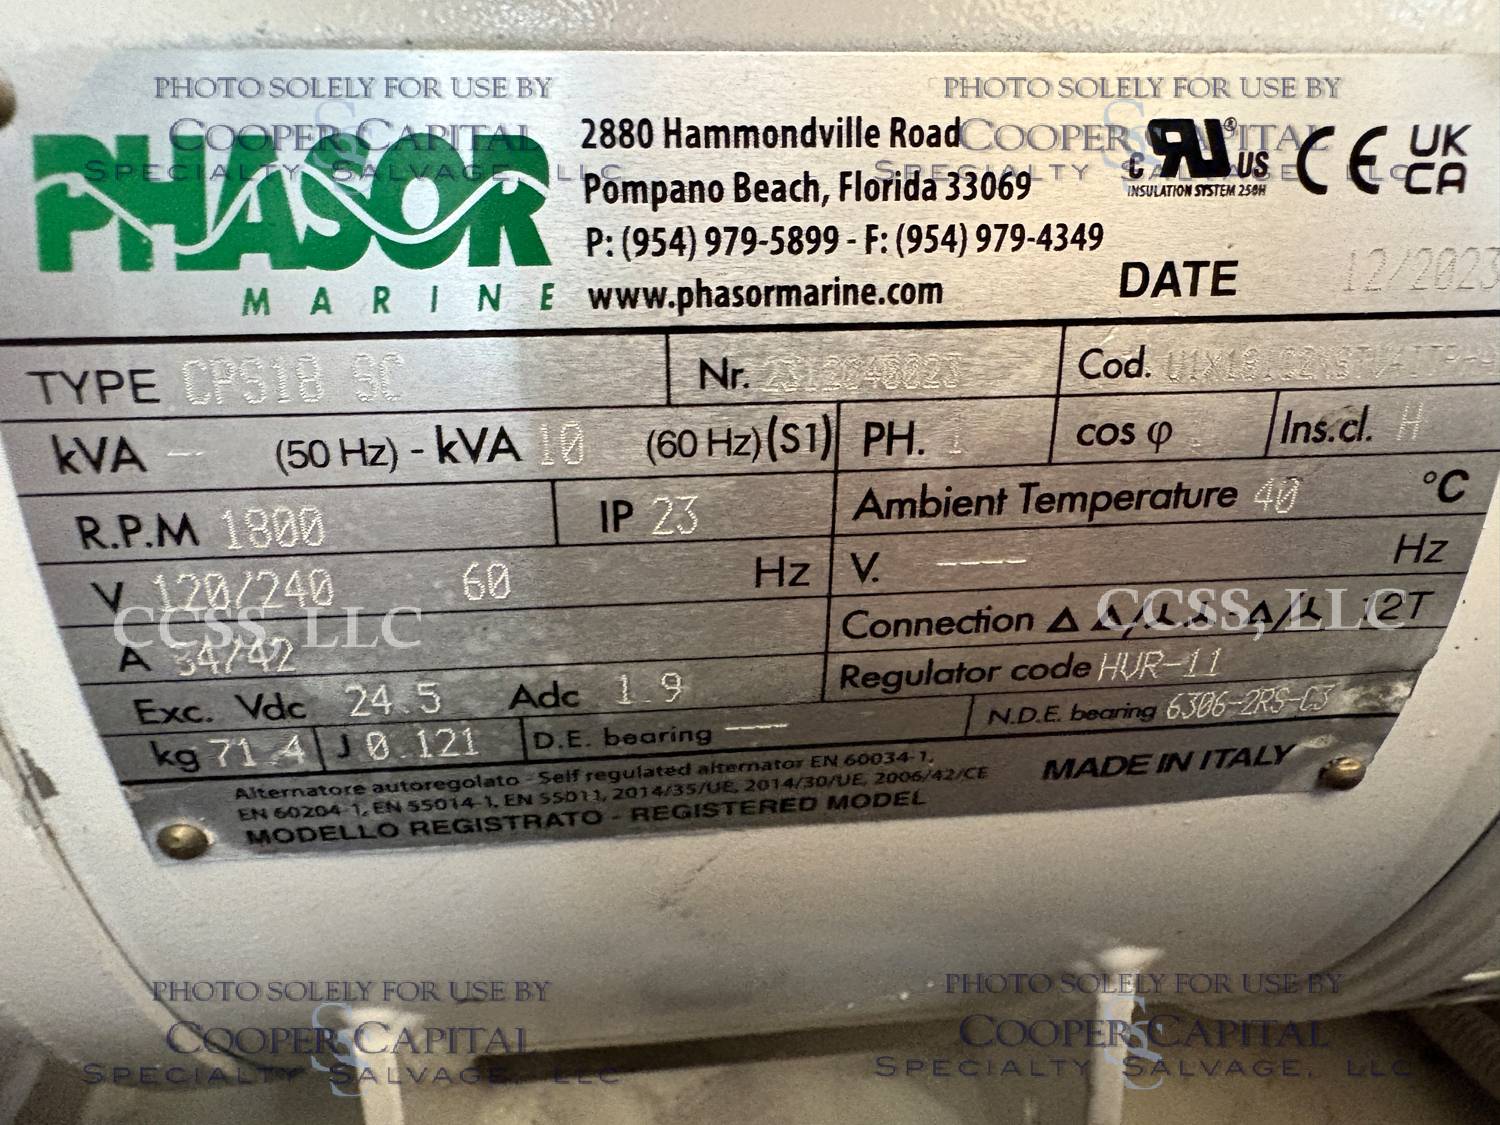 PHOTO SOLELY FOR USE BY PHOTO SOLELY FOR USE BY
COOPER CAPITAL COOPER CAPITAL
SPECIALTY SALVAGE, LLC SPECIALTY SALVAGE, LLC
PHASOR
MARINE
2880 Hammondville Road
Pompano Beach, Florida 33069
P: (954) 979-5899 - F: (954) 979-4349
www.phasormarine.com
C RU ® US CE UK CA
INSULATION SYSTEM 250H
DATE 12/2023
TYPE CPS18 SC Nr. Cod.
kVA -- (50 Hz) - kVA 10 (60 Hz) (S1) PH. 1 cos φ 1 Ins.cl. H
R.P.M 1800 IP 23 Ambient Temperature 40 °C
V 120/240 60 Hz V. ---- Hz
CCSS, LLC CCSS, LLC
A 84/42 Connection Δ Δ/⅄ ⅄ - Δ/⅄ 12T
Exc. Vdc 24.5 Adc 1.9 Regulator code HVR-11
kg 71.4 J 0.121 D.E. bearing ---- N.D.E. bearing 6306-2RS-C3
Alternatore autoregolato - Self regulated alternator EN 60034-1,
EN 60204-1, EN 55014-1, EN 55011, 2014/35/UE, 2014/30/UE, 2006/42/CE
MODELLO REGISTRATO - REGISTERED MODEL
MADE IN ITALY
PHOTO SOLELY FOR USE BY PHOTO SOLELY FOR USE BY
COOPER CAPITAL COOPER CAPITAL
SPECIALTY SALVAGE, LLC SPECIALTY SALVAGE, LLC